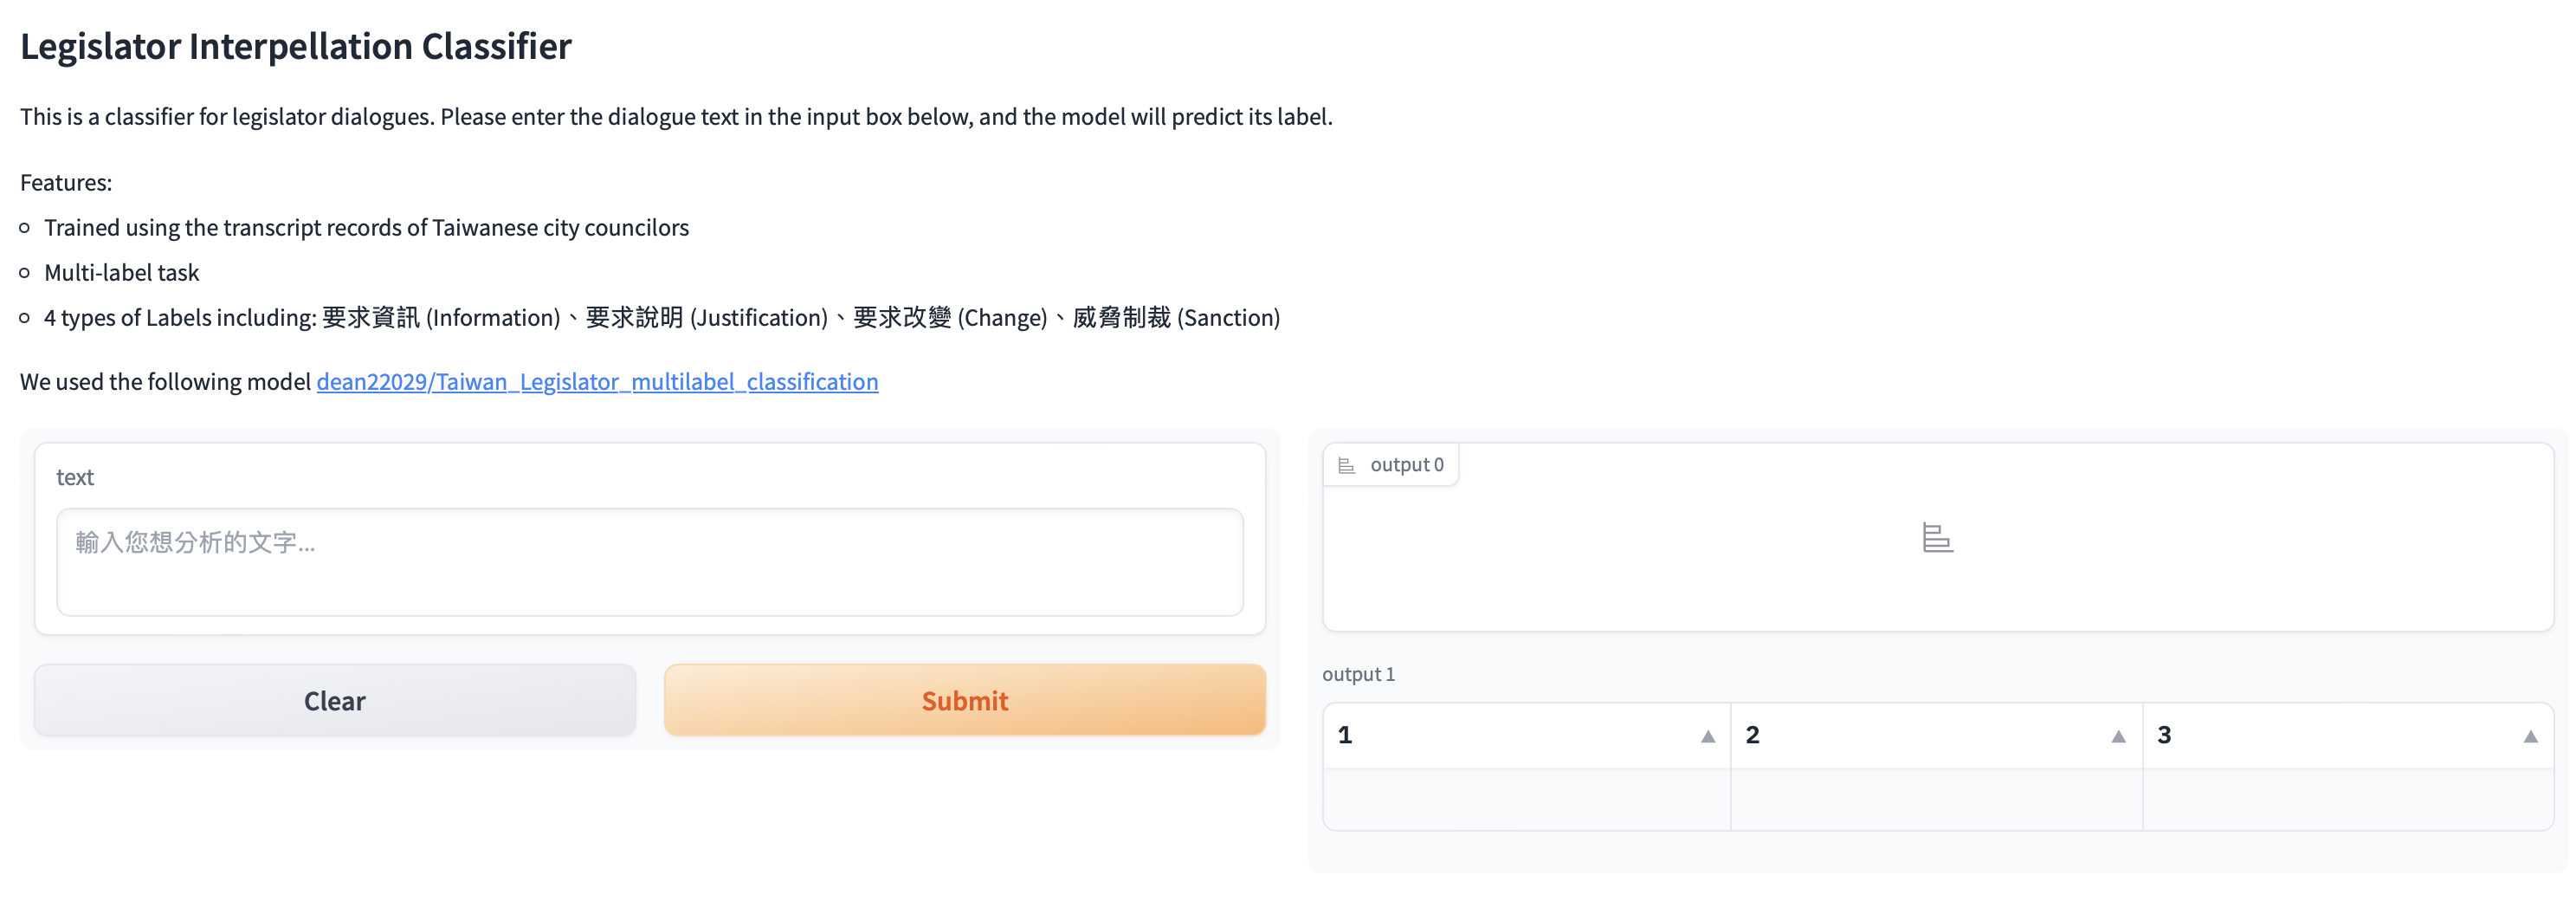 Legislator Interpellation Classifier
This is a classifier for legislator dialogues. Please enter the dialogue text in the input box below, and the model will predict its label.
Features:
Trained using the transcript records of Taiwanese city councilors
Multi-label task
4 types of Labels including: 要求資訊 (Information)、要求說明 (Justification)、要求改變 (Change)、威脅制裁 (Sanction)
We used the following model dean22029/Taiwan_Legislator_multilabel_classification
text
輸入您想分析的文字...
Clear
Submit
output 0
output 1
1
2
3